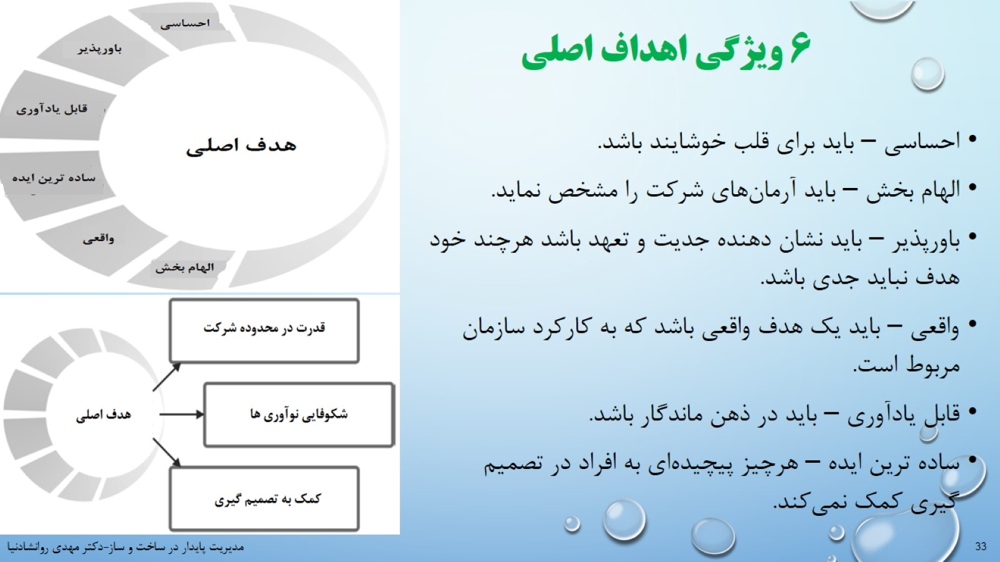 ۶ ویژگی اهداف اصلی
• احساسی – باید برای قلب خوشایند باشد.
• الهام بخش – باید آرمان‌های شرکت را مشخص نماید.
• باورپذیر – باید نشان دهنده جدیت و تعهد باشد هرچند خود
هدف نباید جدی باشد.
• واقعی – باید یک هدف واقعی باشد که به کارکرد سازمان
مربوط است.
• قابل یادآوری – باید در ذهن ماندگار باشد.
• ساده ترین ایده – هرچیز پیچیده‌ای به افراد در تصمیم
گیری کمک نمی‌کند.
احساسی
باورپذیر
قابل یادآوری
ساده ترین ایده
واقعی
الهام بخش
هدف اصلی
هدف اصلی
قدرت در محدوده شرکت
شکوفایی نوآوری ها
کمک به تصمیم گیری
مدیریت پایدار در ساخت و ساز-دکتر مهدی روانشادنیا
33